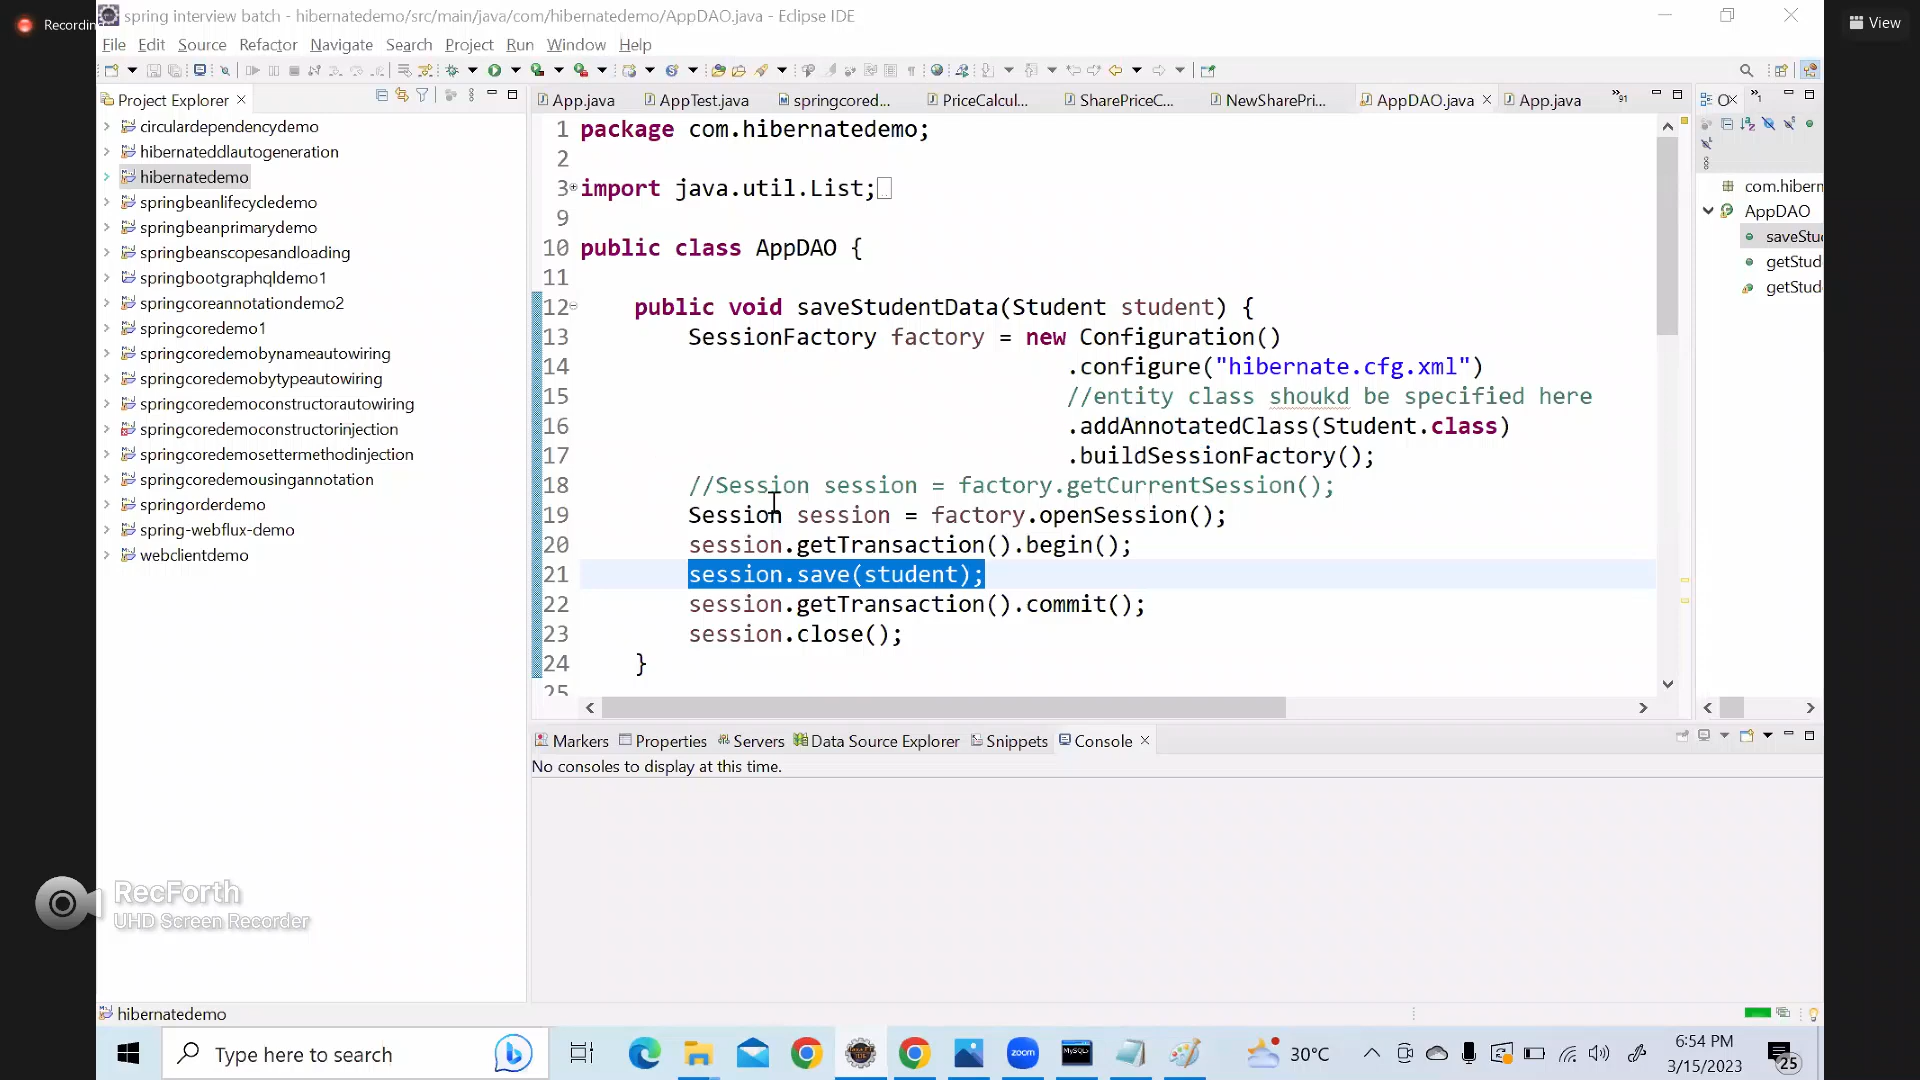 Recordin
spring interview batch - hibernatedemo/src/main/java/com/hibernatedemo/AppDAO.java - Eclipse IDE
View
File Edit Source Refactor Navigate Search Project Run Window Help
Project Explorer
circulardependencydemo
hibernateddlautogeneration
hibernatedemo
springbeanlifecycledemo
springbeanprimarydemo
springbeanscopesandloading
springbootgraphqldemo1
springcoreannotationdemo2
springcoredemo1
springcoredemobynameautowiring
springcoredemobytypeautowiring
springcoredemoconstructorautowiring
springcoredemoconstructorinjection
springcoredemosettermethodinjection
springcoredemousingannotation
springorderdemo
spring-webflux-demo
webclientdemo
App.java AppTest.java springcored... PriceCalcul... SharePriceC... NewSharePri... AppDAO.java App.java 91
1 package com.hibernatedemo;
2
3 import java.util.List;
9
10 public class AppDAO {
11
12 public void saveStudentData(Student student) {
13 SessionFactory factory = new Configuration()
14 .configure("hibernate.cfg.xml")
15 //entity class shoukd be specified here
16 .addAnnotatedClass(Student.class)
17 .buildSessionFactory();
18 //Session session = factory.getCurrentSession();
19 Session session = factory.openSession();
20 session.getTransaction().begin();
21 session.save(student);
22 session.getTransaction().commit();
23 session.close();
24 }
25
O 1
com.hibern
AppDAO
saveStu
getStud
getStud
Markers Properties Servers Data Source Explorer Snippets Console
No consoles to display at this time.
RecForth
UHD Screen Recorder
hibernatedemo
Type here to search
zoom
MySQL
30°C
6:54 PM
3/15/2023
25